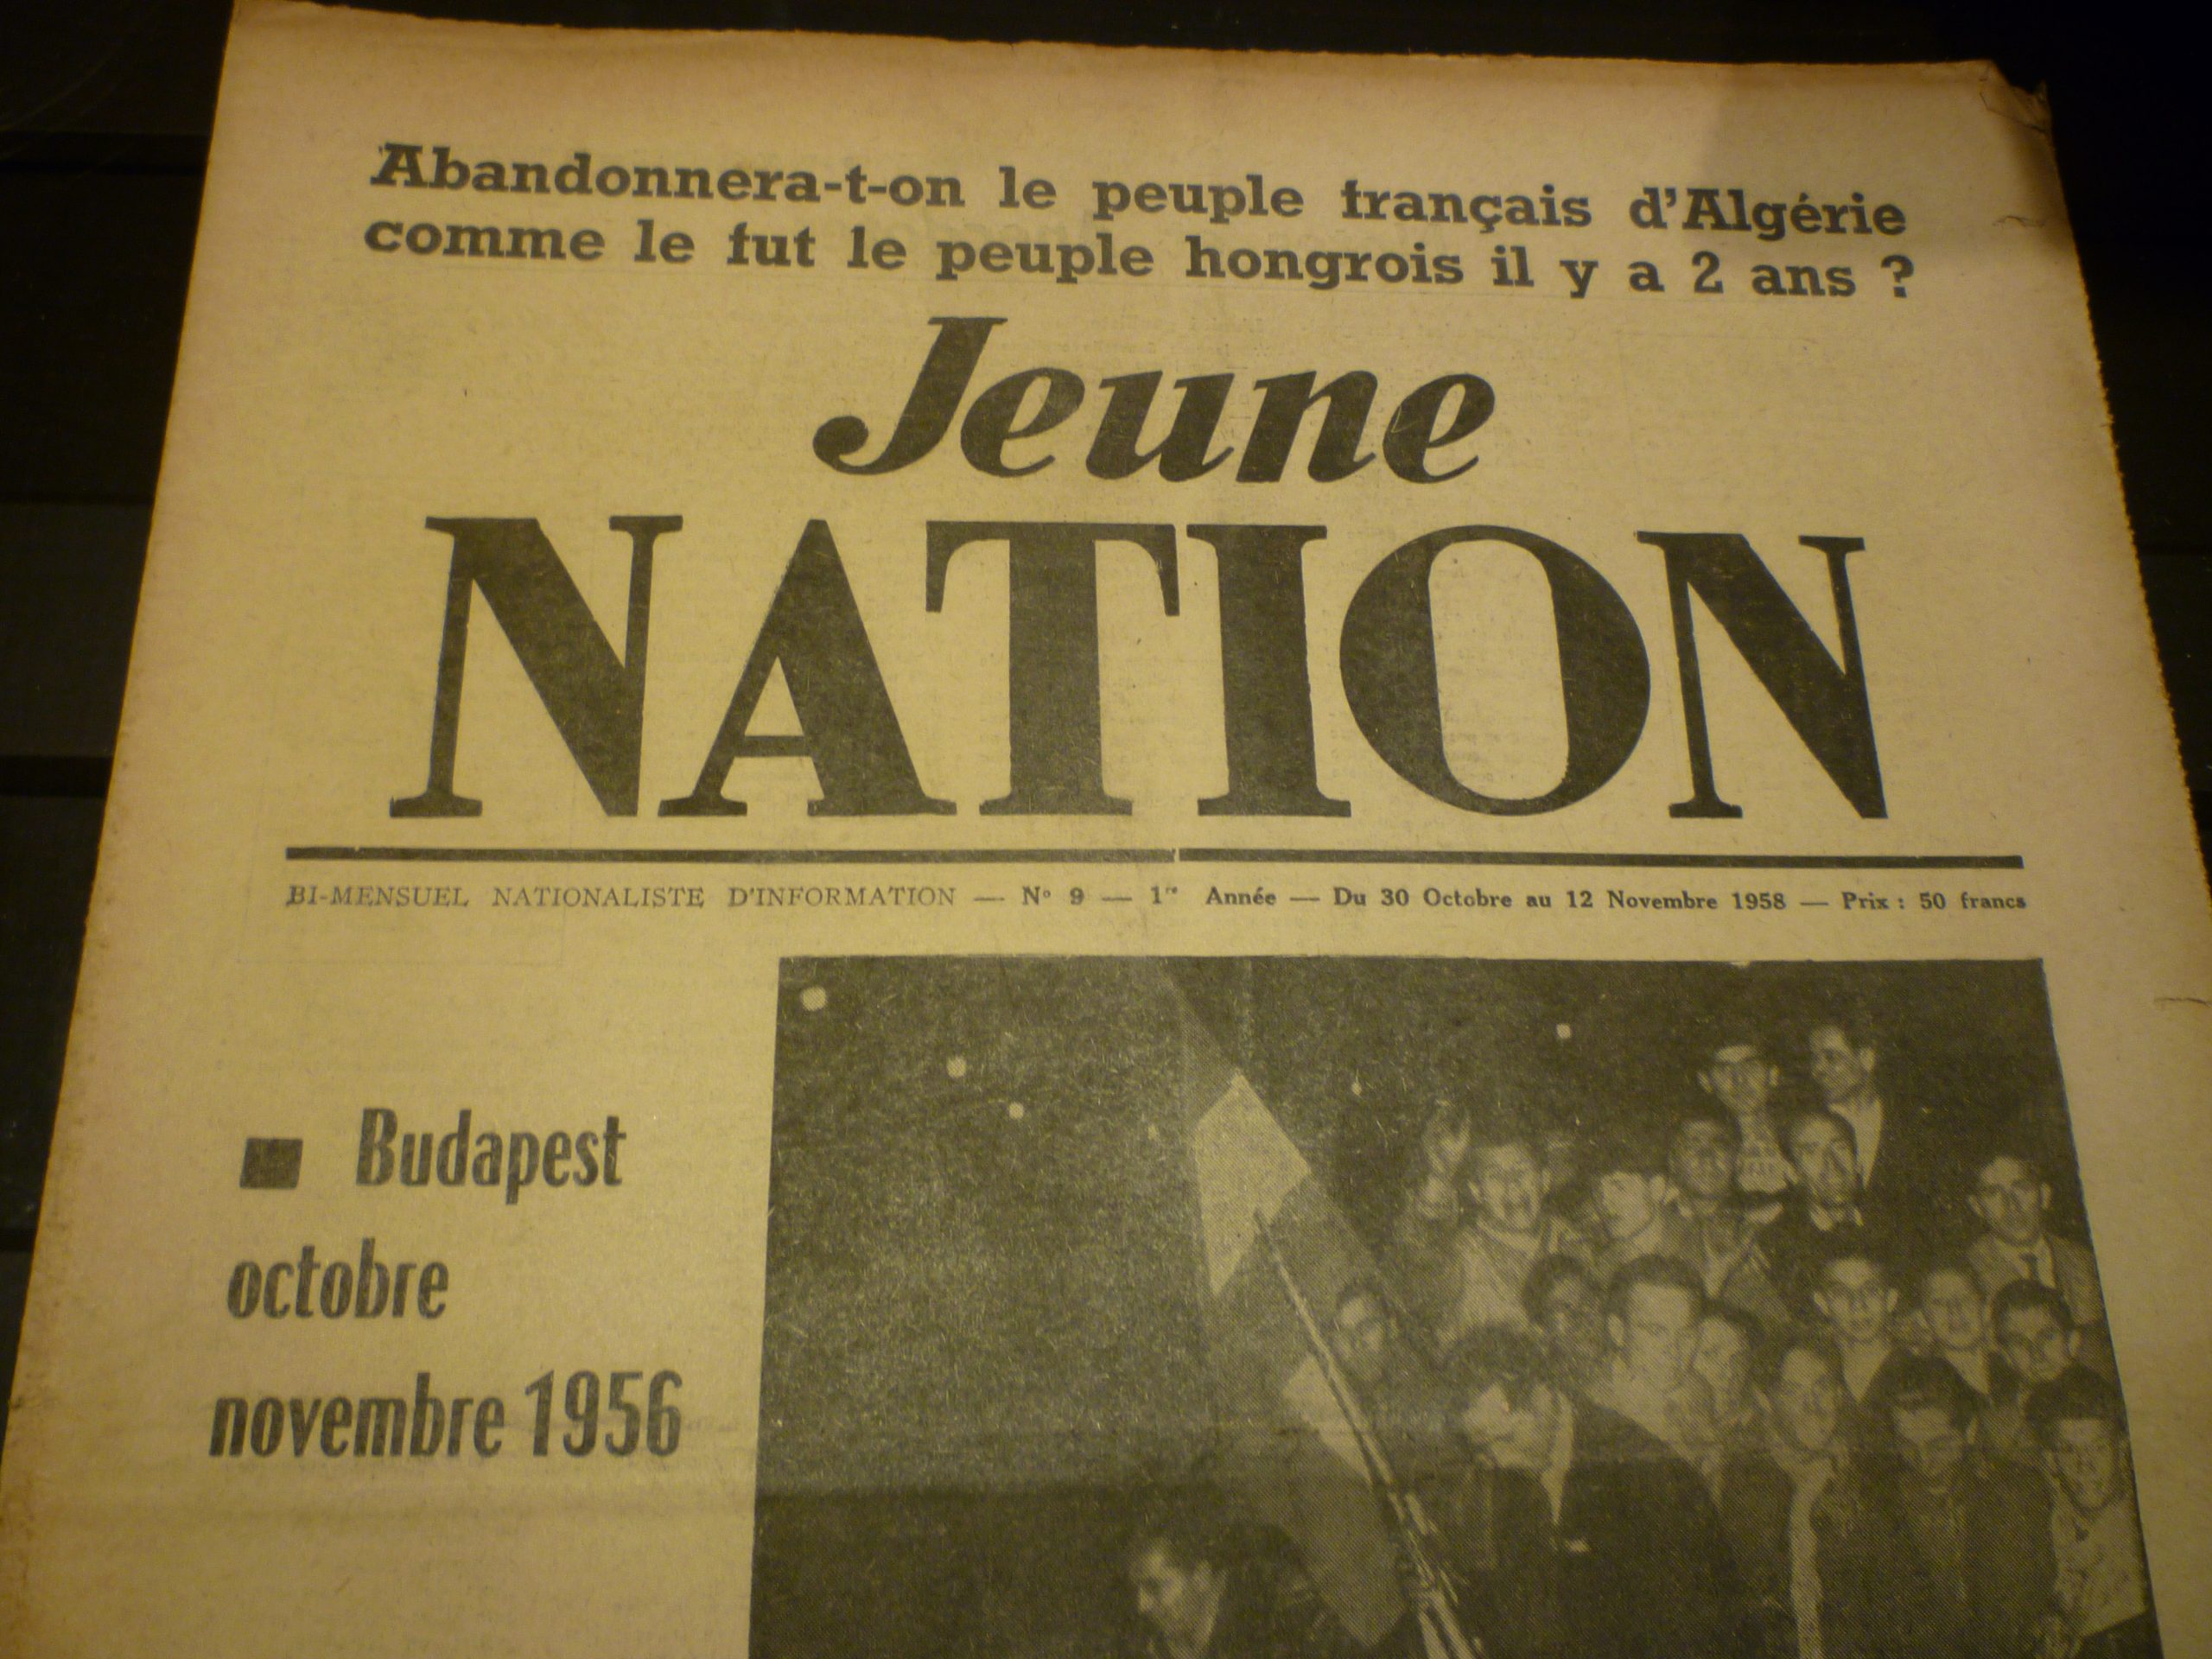 Abandonnera-t-on le peuple français d'Algérie
comme le fut le peuple hongrois il y a 2 ans ?
Jeune
NATION
BI-MENSUEL NATIONALISTE D'INFORMATION — Nº 9 — 1re Année — Du 30 Octobre au 12 Novembre 1958 — Prix : 50 francs
■ Budapest
octobre
novembre 1956